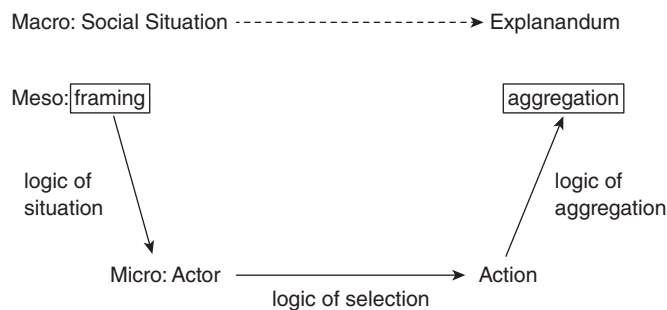 Macro: Social Situation
Explanandum
Meso: framing
aggregation
logic of
situation
logic of
aggregation
Micro: Actor
Action
logic of selection